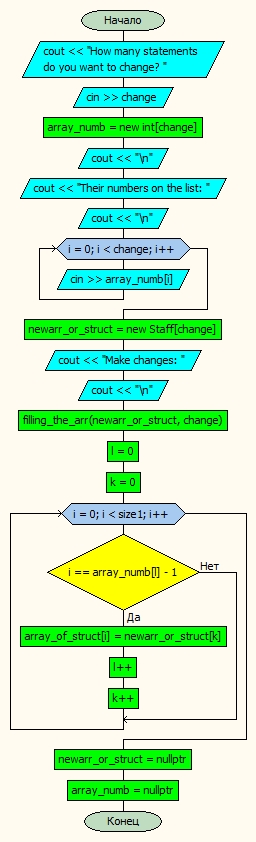 Начало
cout << "How many statements
do you want to change? "
cin >> change
array_numb = new int[change]
cout << "\n"
cout << "Their numbers on the list: "
cout << "\n"
i = 0; i < change; i++
cin >> array_numb[i]
newarr_or_struct = new Staff[change]
cout << "Make changes: "
cout << "\n"
filling_the_arr(newarr_or_struct, change)
l = 0
k = 0
i = 0; i < size1; i++
i == array_numb[l] - 1
Нет
Да
array_of_struct[i] = newarr_or_struct[k]
l++
k++
newarr_or_struct = nullptr
array_numb = nullptr
Конец